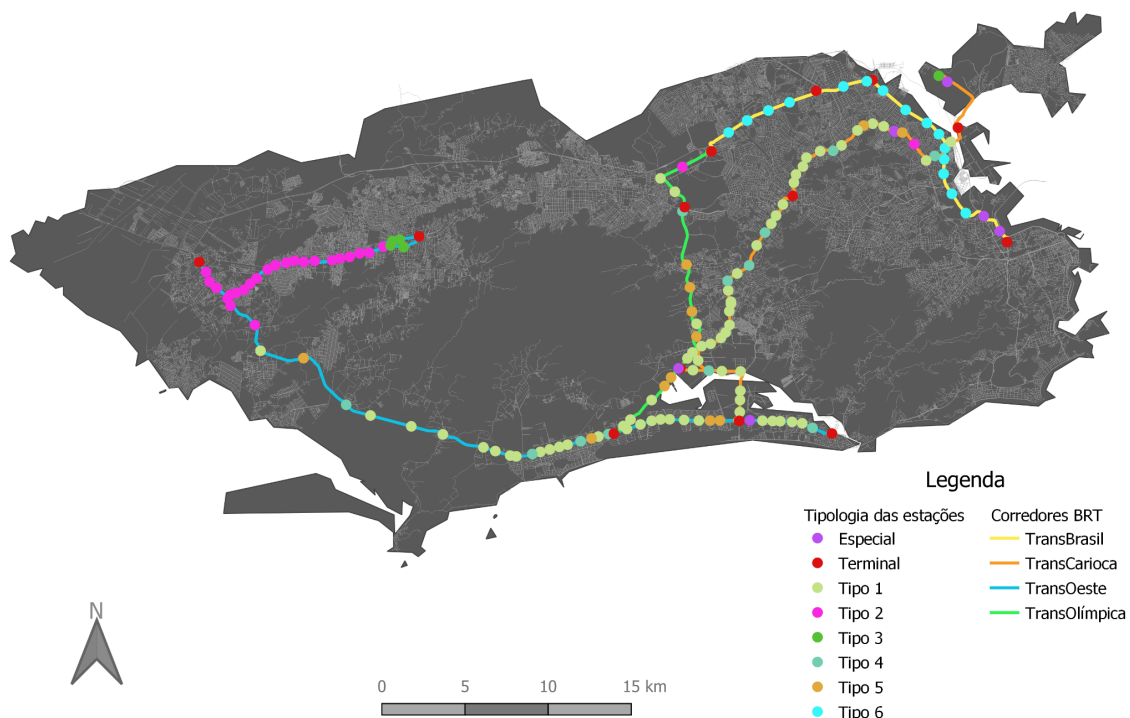 Legenda
Tipologia das estações
Especial
Terminal
Tipo 1
Tipo 2
Tipo 3
Tipo 4
Tipo 5
Tipo 6
Corredores BRT
TransBrasil
TransCarioca
TransOeste
TransOlímpica
N
0 5 10 15 km